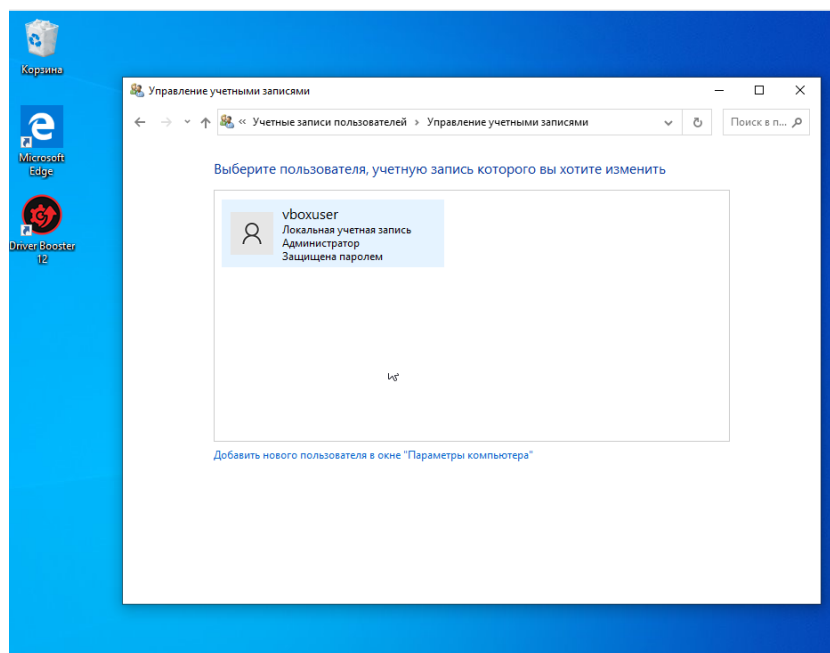 Корзина
Microsoft
Edge
Driver Booster
12
Управление учетными записями
« Учетные записи пользователей › Управление учетными записями
Поиск в п...
Выберите пользователя, учетную запись которого вы хотите изменить
vboxuser
Локальная учетная запись
Администратор
Защищена паролем
Добавить нового пользователя в окне "Параметры компьютера"